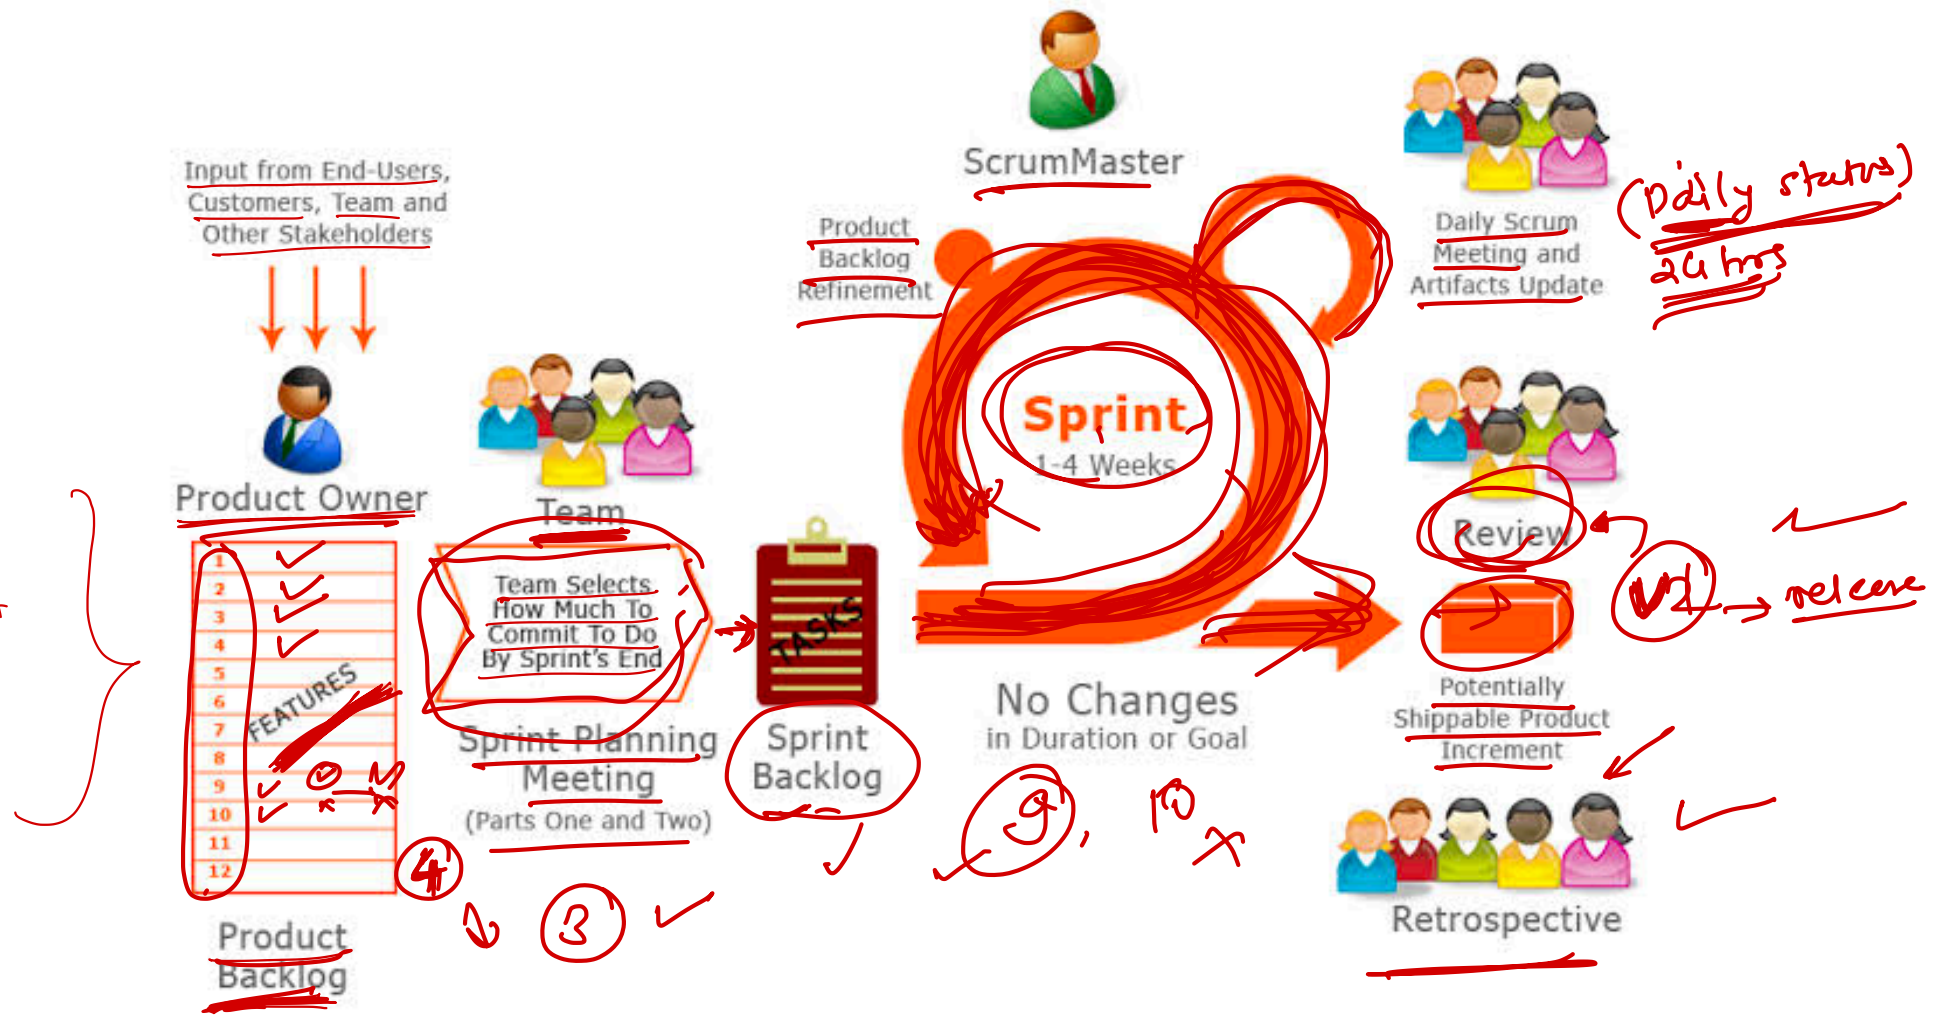 ScrumMaster
Input from End-Users,
Customers, Team and
Other Stakeholders
Product
Backlog
Refinement
Daily Scrum
Meeting and
Artifacts Update
(Daily status)
24 hrs
Sprint
1-4 Weeks
Product Owner
Team
Review
V1 → release
1
2
3
4
5
6
7
8
9
10
11
12
FEATURES
Team Selects
How Much To
Commit To Do
By Sprint's End
TASKS
Sprint Planning
Meeting
(Parts One and Two)
Sprint
Backlog
No Changes
in Duration or Goal
Potentially
Shippable Product
Increment
9, 10
4
3
Product
Backlog
Retrospective